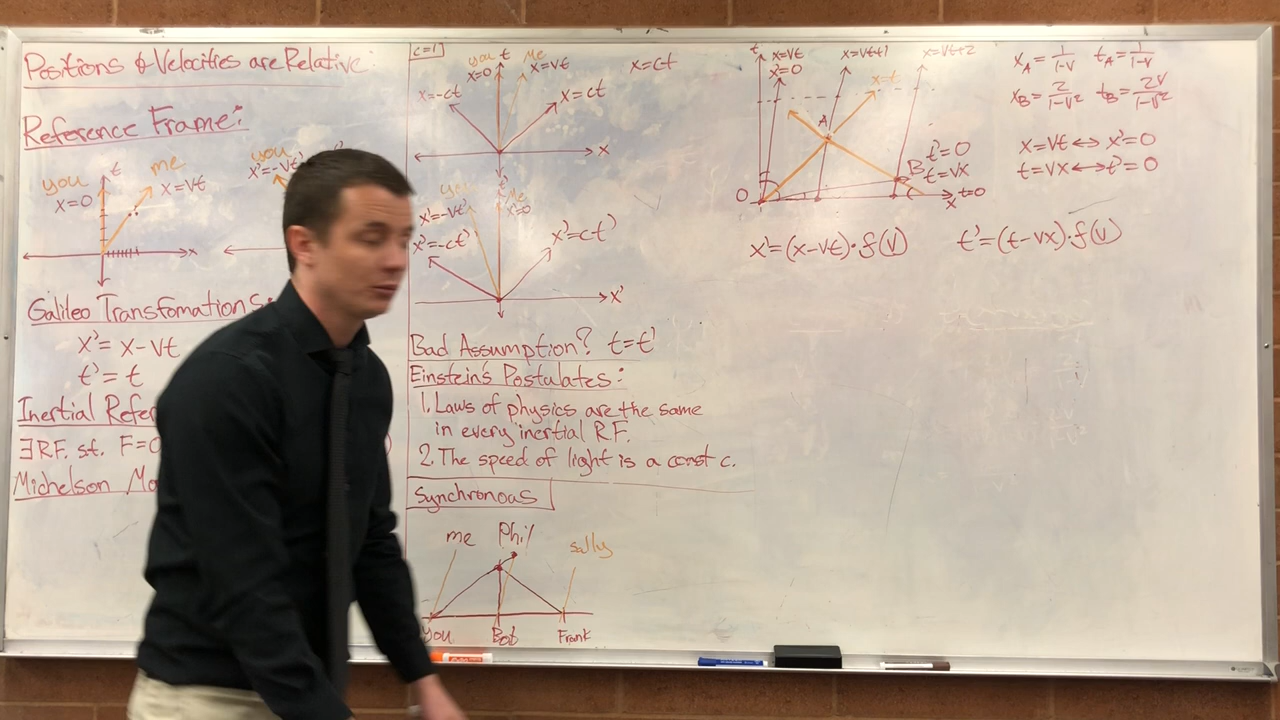 Positions & Velocities are Relative:
Reference Frame:
you
x=0
t
me
x=vt
x
you
x'=-vt'
Galileo Transfomations:
x'=x-vt
t'=t
Inertial Refer
∃R.F. st. F=0
Michelson Mo
c=1
you
x=0
t
me
x=vt
x=ct
x=-ct
x=ct
x
you
x'=-vt'
t'
me
x'=0
x'=-ct'
x'=ct'
x'
Bad Assumption? t=t'
Einstein's Postulates:
1. Laws of physics are the same
in every inertial R.F.
2. The speed of light is a const c.
Synchronous
me
Phil
sally
you
Bob
Frank
t
x=vt
x'=0
x=vt+1
x=vt+2
x=t
A
B
t'=0
t=vx
O
x
t=0
x_A=1/(1-v) t_A=1/(1-v)
x_B=2/(1-v²) t_B=2v/(1-v²)
x=vt↔x'=0
t=vx↔t'=0
x'=(x-vt)·f(v) t'=(t-vx)·f(v)